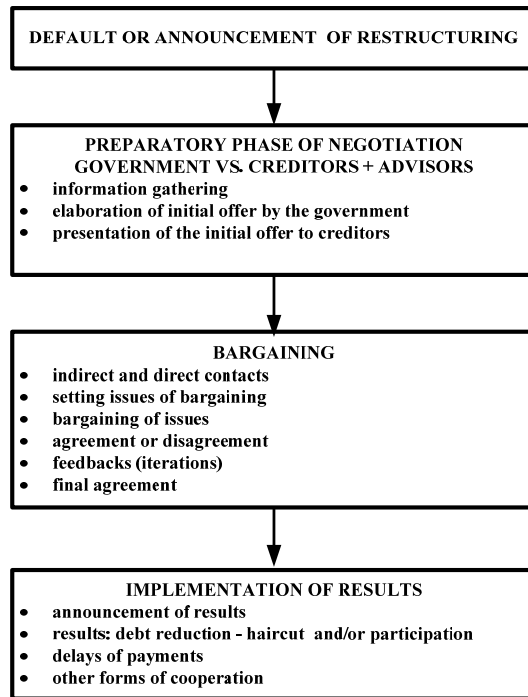 DEFAULT OR ANNOUNCEMENT OF RESTRUCTURING
PREPARATORY PHASE OF NEGOTIATION
GOVERNMENT VS. CREDITORS + ADVISORS
• information gathering
• elaboration of initial offer by the government
• presentation of the initial offer to creditors
BARGAINING
• indirect and direct contacts
• setting issues of bargaining
• bargaining of issues
• agreement or disagreement
• feedbacks (iterations)
• final agreement
IMPLEMENTATION OF RESULTS
• announcement of results
• results: debt reduction - haircut and/or participation
• delays of payments
• other forms of cooperation